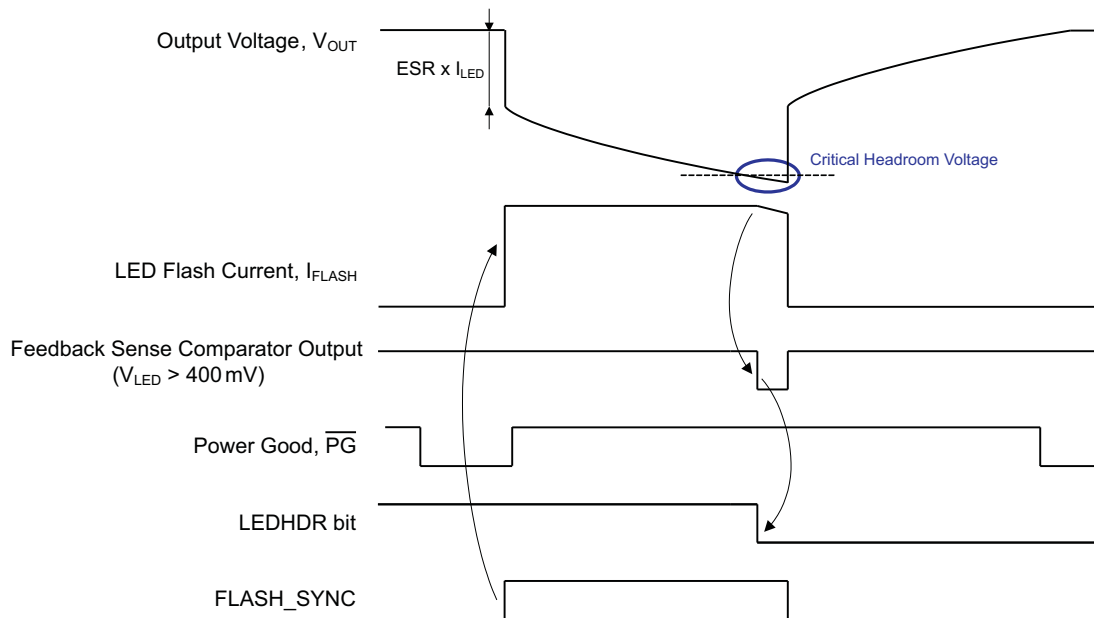 Output Voltage, VOUT
ESR x ILED
Critical Headroom Voltage
LED Flash Current, IFLASH
Feedback Sense Comparator Output
(VLED > 400 mV)
Power Good, P̅G̅
LEDHDR bit
FLASH_SYNC